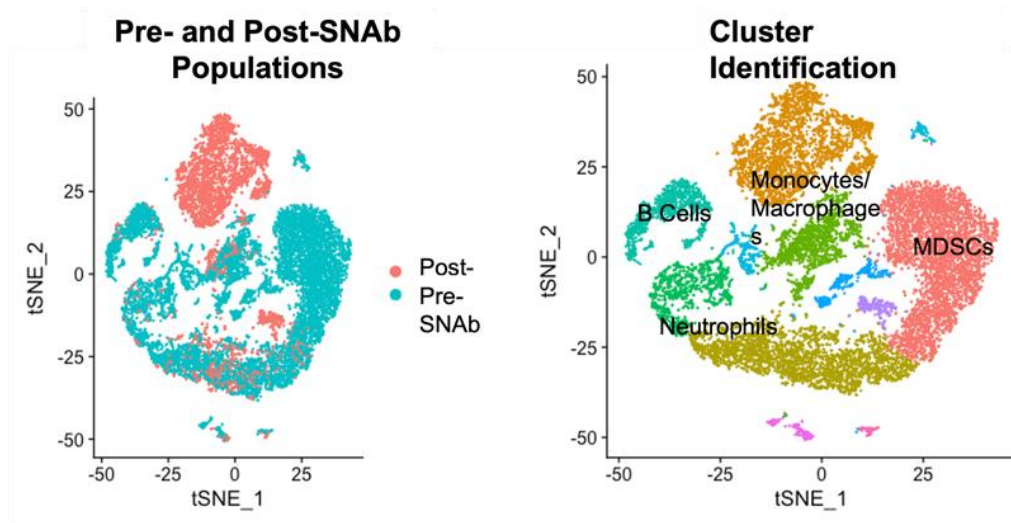 Pre- and Post-SNAb
Populations
50
25
0
-25
-50
tSNE_2
-50
-25
0
25
tSNE_1
Post-
Pre-
SNAb
Cluster
Identification
50
25
0
-25
-50
tSNE_2
-50
-25
0
25
tSNE_1
Monocytes/
Macrophage
s
B Cells
MDSCs
Neutrophils